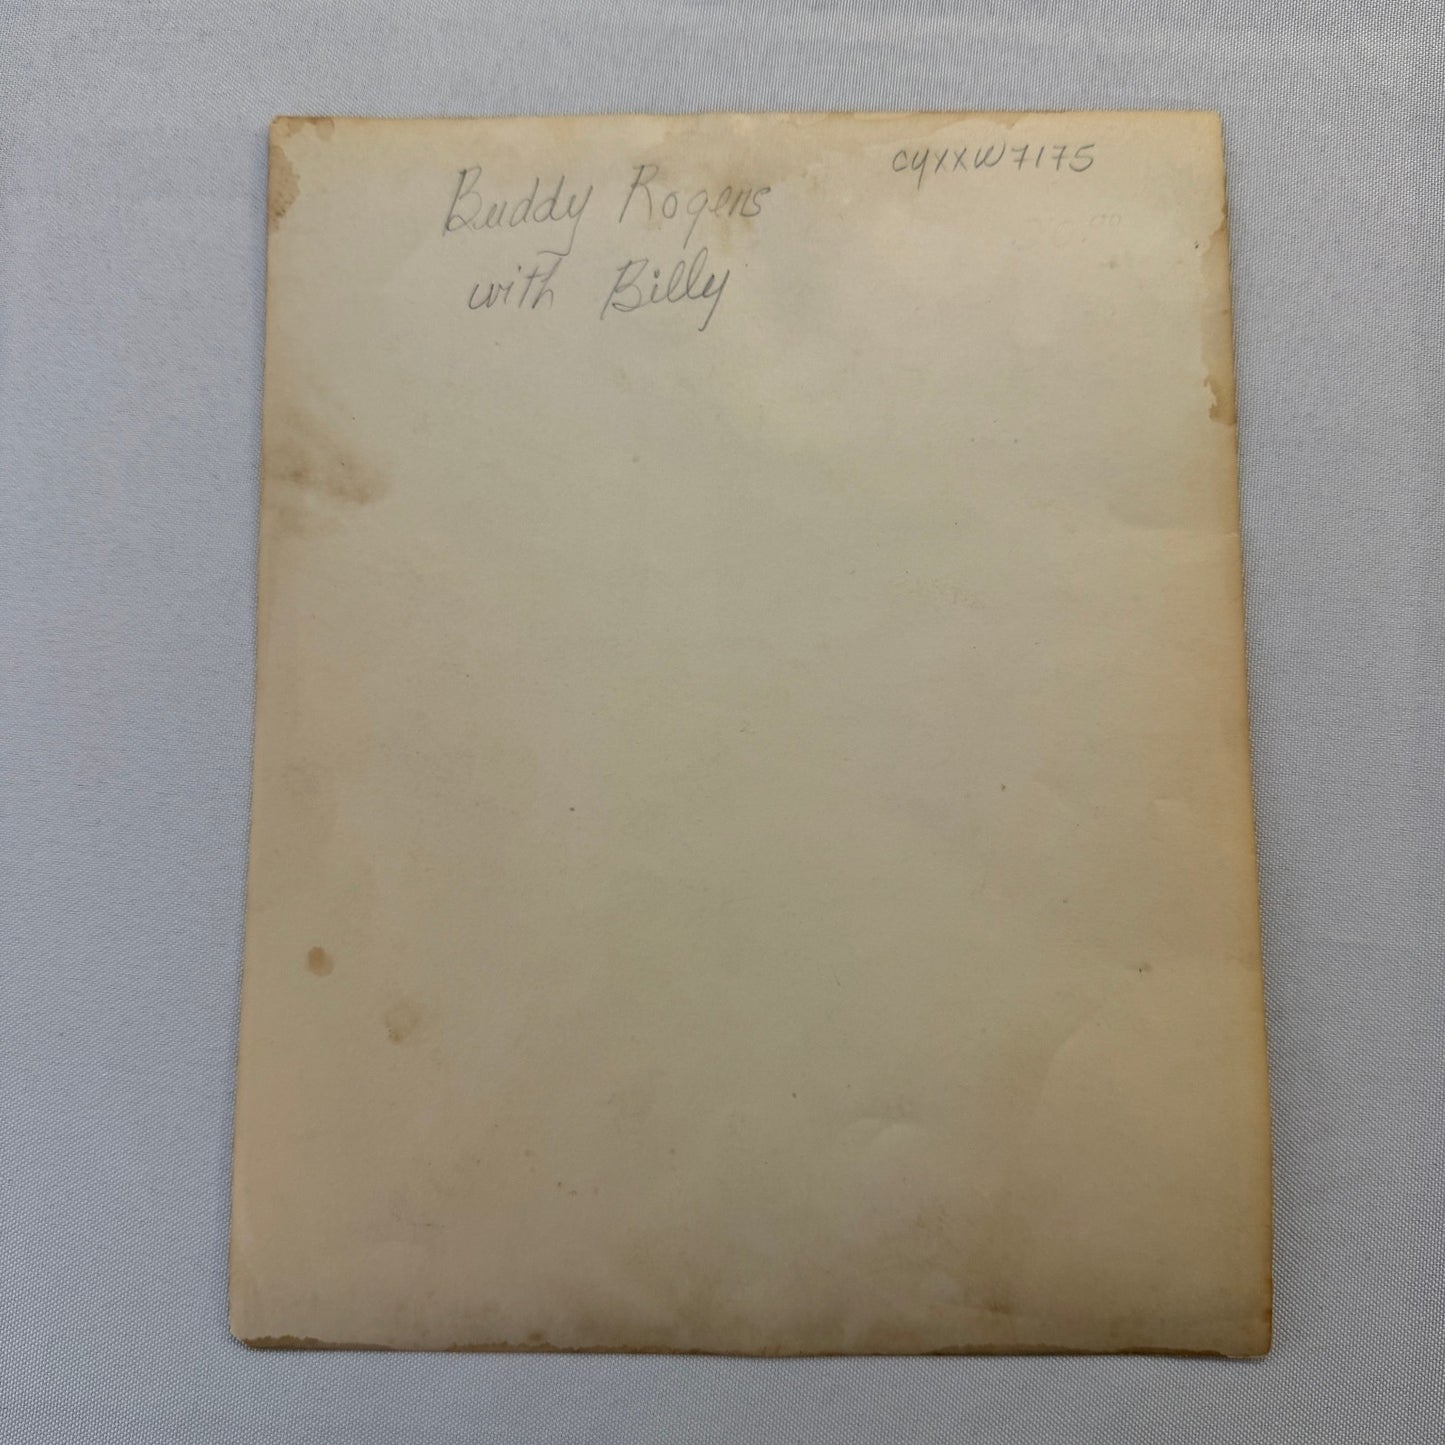 cyxxw7175
Buddy Rogers
with Billy